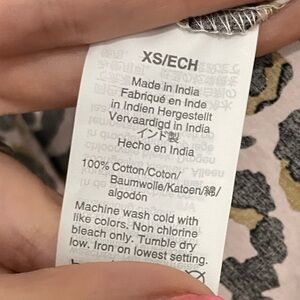 XS/ECH
Made in India
Fabriqué en Inde
in Indien Hergestellt
Vervaardigd in India
インド製
Hecho en India
100% Cotton/Coton/
Baumwolle/Katoen/綿/
algodón
Machine wash cold with
like colors. Non chlorine
bleach only. Tumble dry
low. Iron on lowest setting.